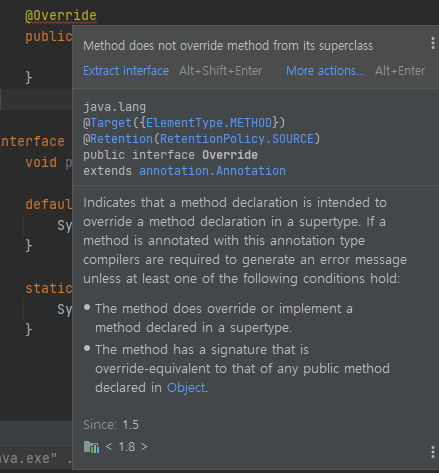 @Override
public
}
Method does not override method from its superclass
Extract interface Alt+Shift+Enter More actions... Alt+Enter
java.lang
@Target({ElementType.METHOD})
@Retention(RetentionPolicy.SOURCE)
public interface Override
extends annotation.Annotation
nterface
void p
defaul
Sy
}
static
Sy
}
Indicates that a method declaration is intended to
override a method declaration in a supertype. If a
method is annotated with this annotation type
compilers are required to generate an error message
unless at least one of the following conditions hold:
• The method does override or implement a
method declared in a supertype.
• The method has a signature that is
override-equivalent to that of any public method
declared in Object.
Since: 1.5
< 1.8 >
ava.exe" .